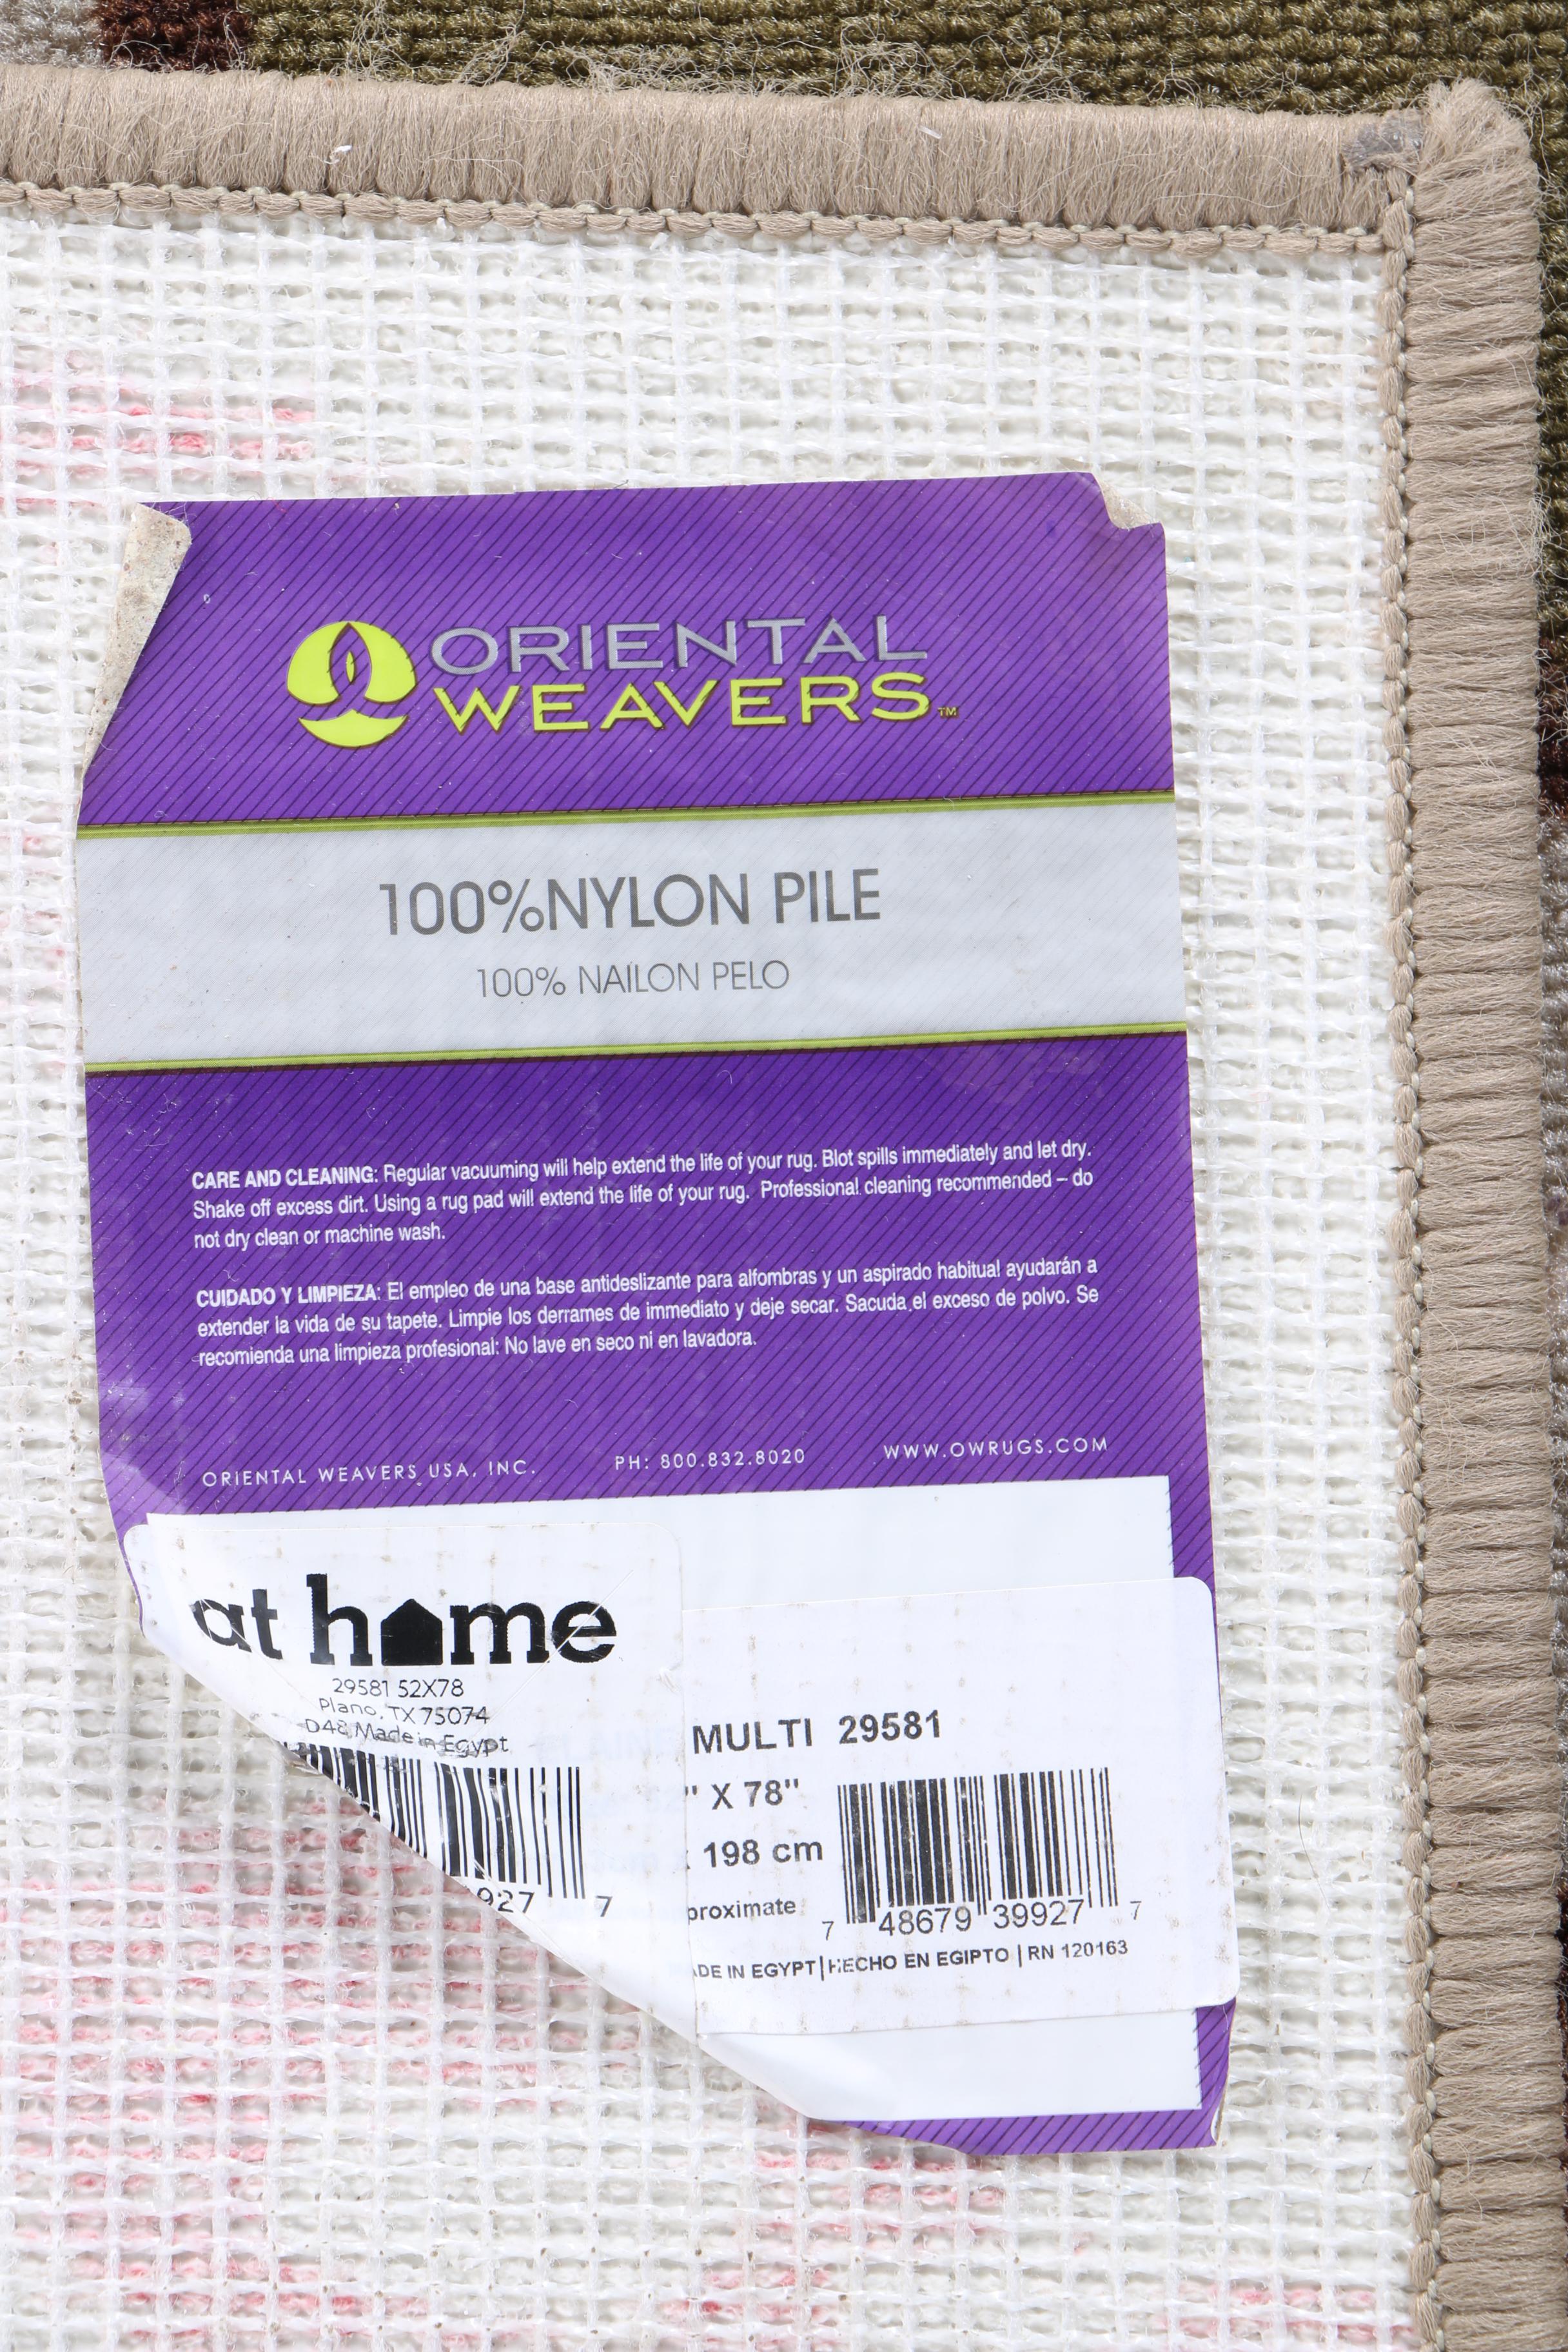 ORIENTAL
WEAVERS™
100%NYLON PILE
100% NAILON PELO
CARE AND CLEANING: Regular vacuuming will help extend the life of your rug. Blot spills immediately and let dry.
Shake off excess dirt. Using a rug pad will extend the life of your rug. Professional cleaning recommended – do
not dry clean or machine wash.
CUIDADO Y LIMPIEZA: El empleo de una base antideslizante para alfombras y un aspirado habitual ayudarán a
extender la vida de su tapete. Limpie los derrames de immediato y deje secar. Sacuda el exceso de polvo. Se
recomienda una limpieza profesional: No lave en seco ni en lavadora.
ORIENTAL WEAVERS USA, INC. PH: 800.832.8020 WWW.OWRUGS.COM
at home
29581 52X78
Plano, TX 75074
D48 Made in Egypt
927 7
MULTI 29581
" X 78"
198 cm
proximate
7 48679 39927 7
ADE IN EGYPT|HECHO EN EGIPTO | RN 120163